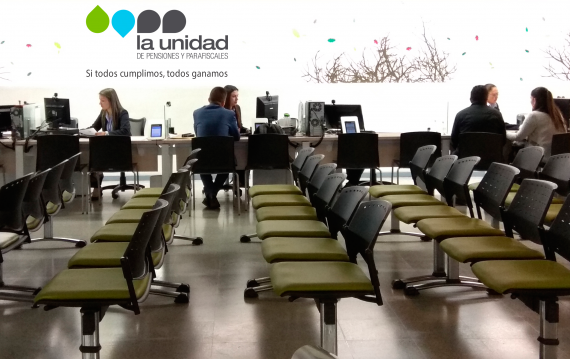 la unidad
DE PENSIONES Y PARAFISCALES
Si todos cumplimos, todos ganamos